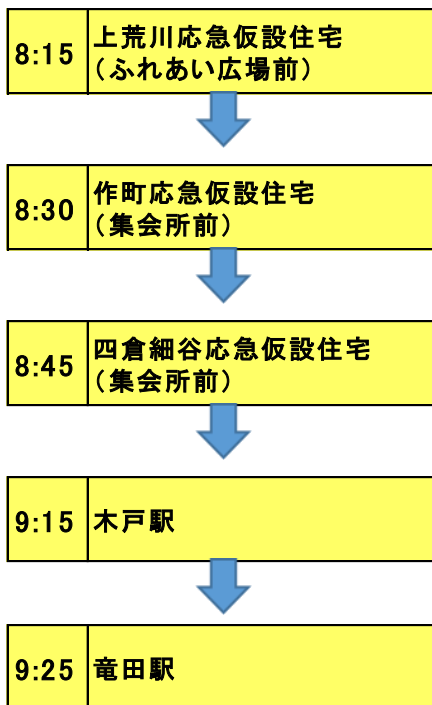 8:15
上荒川応急仮設住宅
（ふれあい広場前）
8:30
作町応急仮設住宅
（集会所前）
8:45
四倉細谷応急仮設住宅
（集会所前）
9:15
木戸駅
9:25
竜田駅